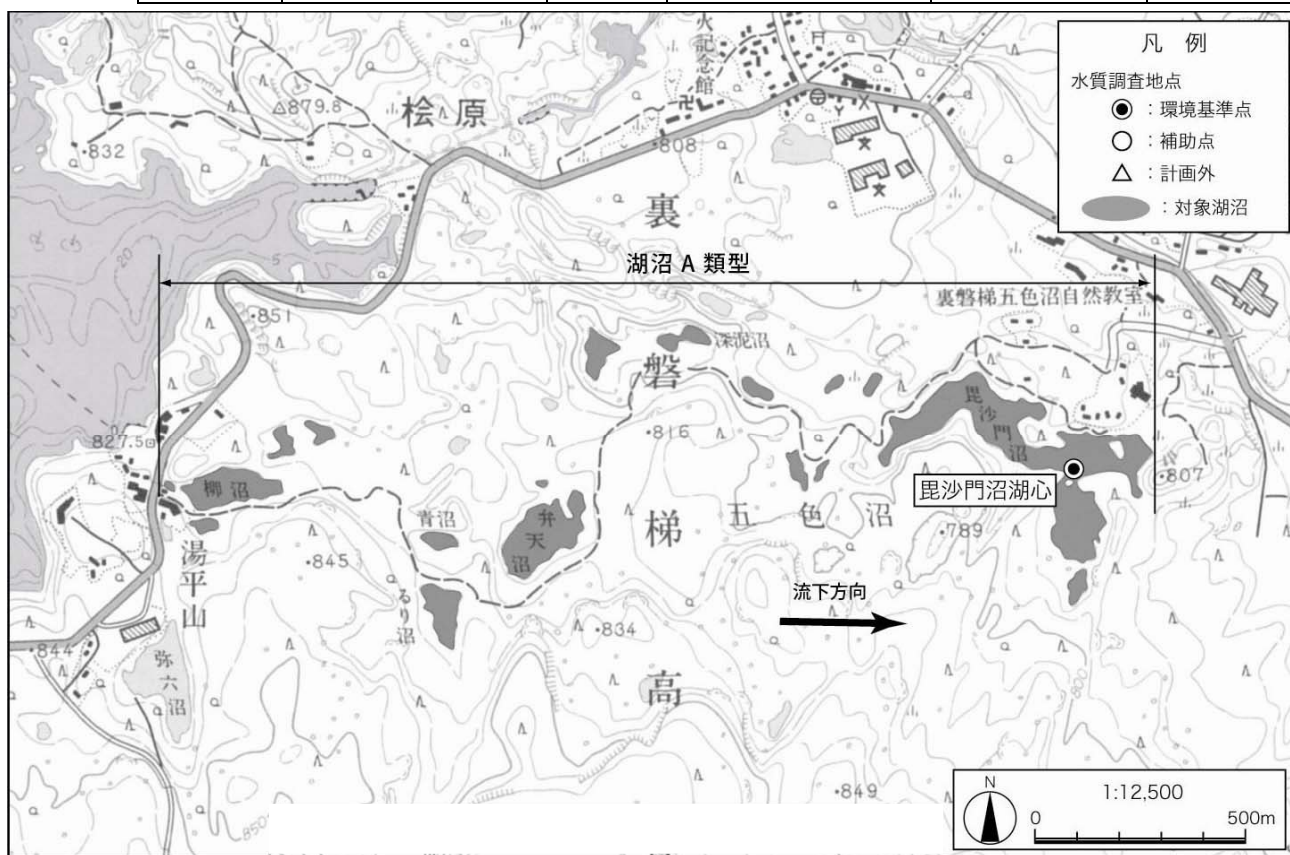 火記念館
凡 例
水質調査地点
◉ : 環境基準点
○ : 補助点
△ : 計画外
: 対象湖沼
879.8
桧原
832
808
裏
20
5
湖沼 A 類型
裏磐梯五色沼自然教室
851
深泥沼
磐
毘沙門沼
827.5
816
柳沼
毘沙門沼湖心
807
青沼
弁天沼
梯 五 色 沼
789
湯平山
845
るり沼
流下方向
834
844
弥六沼
高
800
849
850
N
1:12,500
0 500m